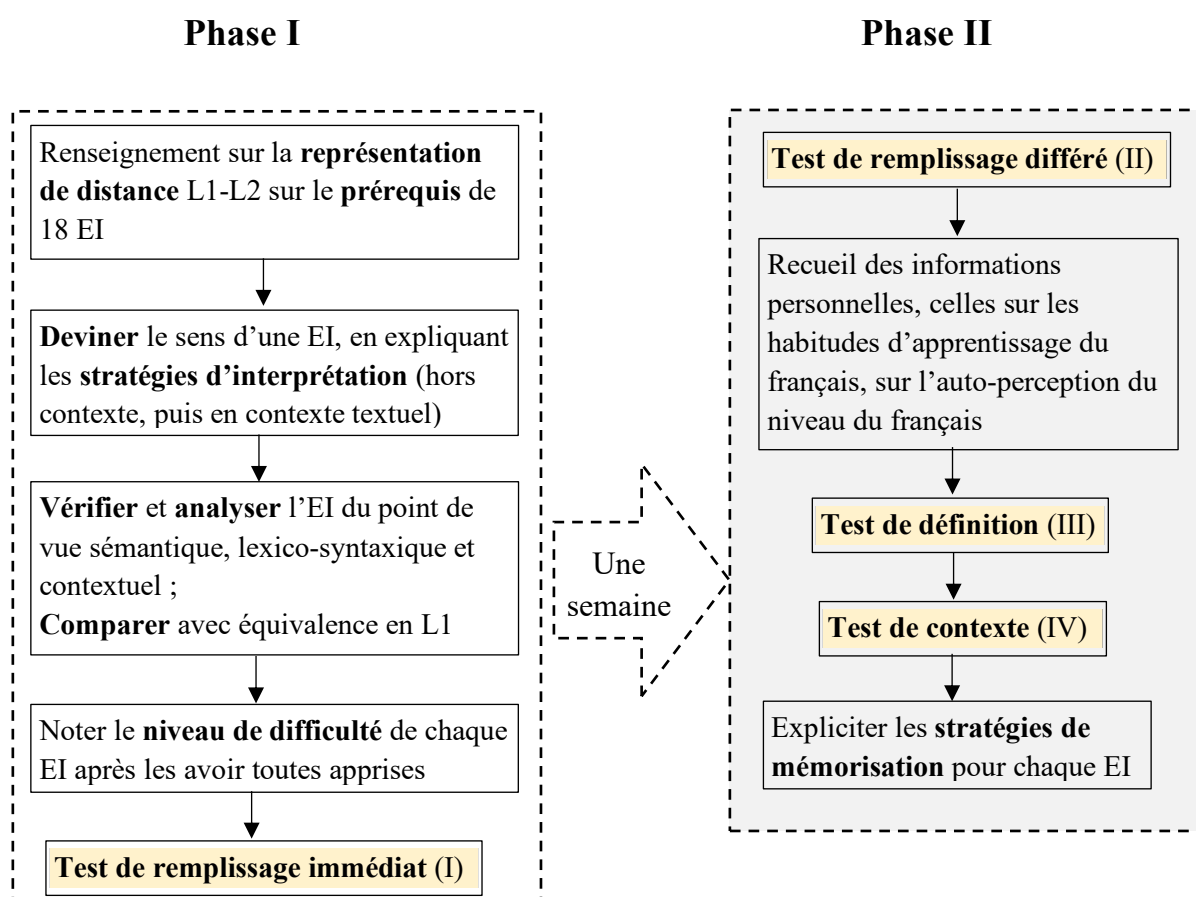 Phase I
Renseignement sur la représentation
de distance L1-L2 sur le prérequis de
18 EI
Deviner le sens d’une EI, en expliquant
les stratégies d’interprétation (hors
contexte, puis en contexte textuel)
Vérifier et analyser l’EI du point de
vue sémantique, lexico-syntaxique et
contextuel ;
Comparer avec équivalence en L1
Noter le niveau de difficulté de chaque
EI après les avoir toutes apprises
Test de remplissage immédiat (I)
Une
semaine
Phase II
Test de remplissage différé (II)
Recueil des informations
personnelles, celles sur les
habitudes d’apprentissage du
français, sur l’auto-perception du
niveau du français
Test de définition (III)
Test de contexte (IV)
Expliciter les stratégies de
mémorisation pour chaque EI